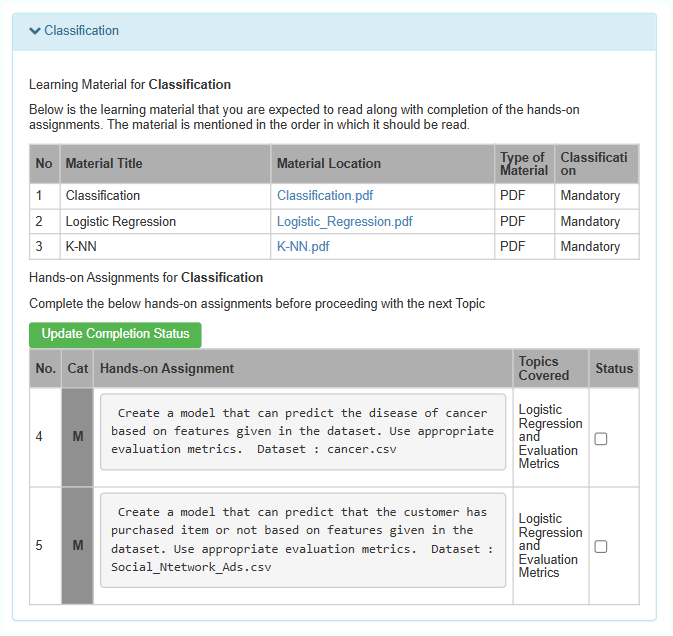 Classification
Learning Material for Classification
Below is the learning material that you are expected to read along with completion of the hands-on
assignments. The material is mentioned in the order in which it should be read.
No Material Title Material Location Type of Material Classificati on
1 Classification Classification.pdf PDF Mandatory
2 Logistic Regression Logistic_Regression.pdf PDF Mandatory
3 K-NN K-NN.pdf PDF Mandatory
Hands-on Assignments for Classification
Complete the below hands-on assignments before proceeding with the next Topic
Update Completion Status
No. Cat Hands-on Assignment Topics Covered Status
4 M
Create a model that can predict the disease of cancer
based on features given in the dataset. Use appropriate
evaluation metrics. Dataset : cancer.csv
Logistic
Regression
and
Evaluation
Metrics
5 M
Create a model that can predict that the customer has
purchased item or not based on features given in the
dataset. Use appropriate evaluation metrics. Dataset :
Social_Ntetwork_Ads.csv
Logistic
Regression
and
Evaluation
Metrics